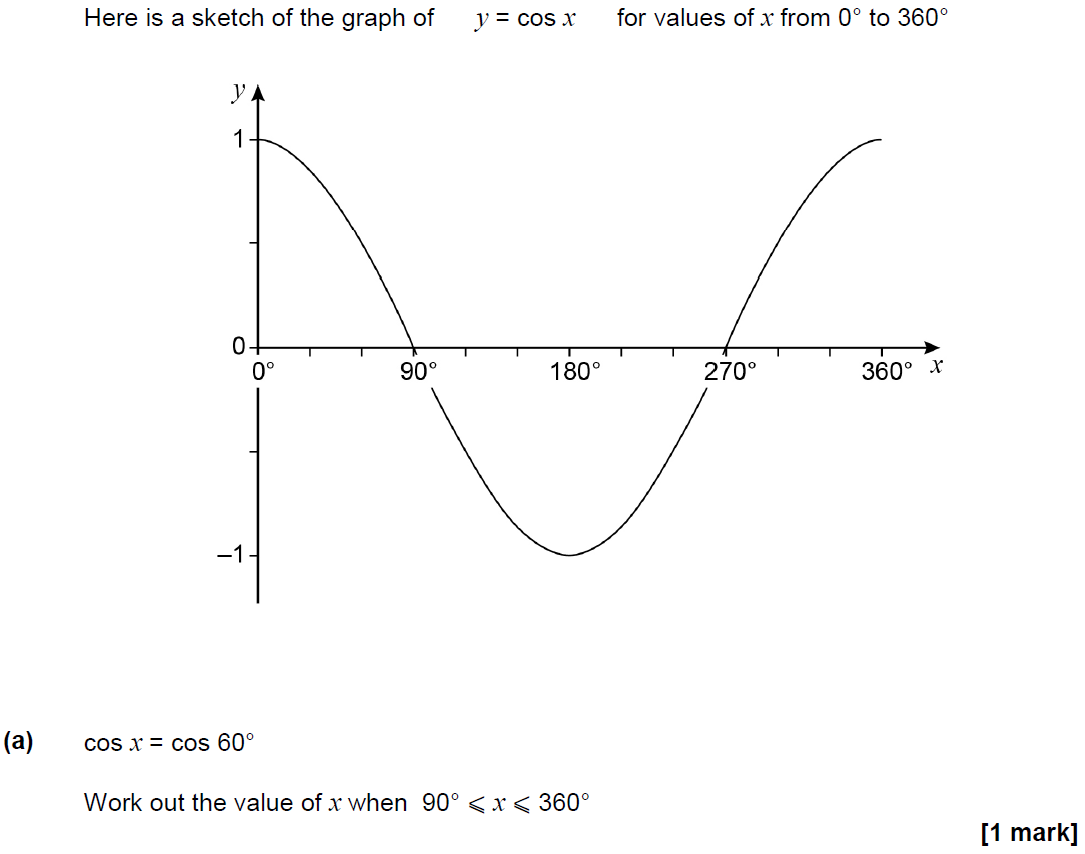 Here is a sketch of the graph of y = cos x for values of x from 0° to 360°
y
1
0
0° 90° 180° 270° 360° x
–1
(a) cos x = cos 60°
Work out the value of x when 90° ⩽ x ⩽ 360°
[1 mark]